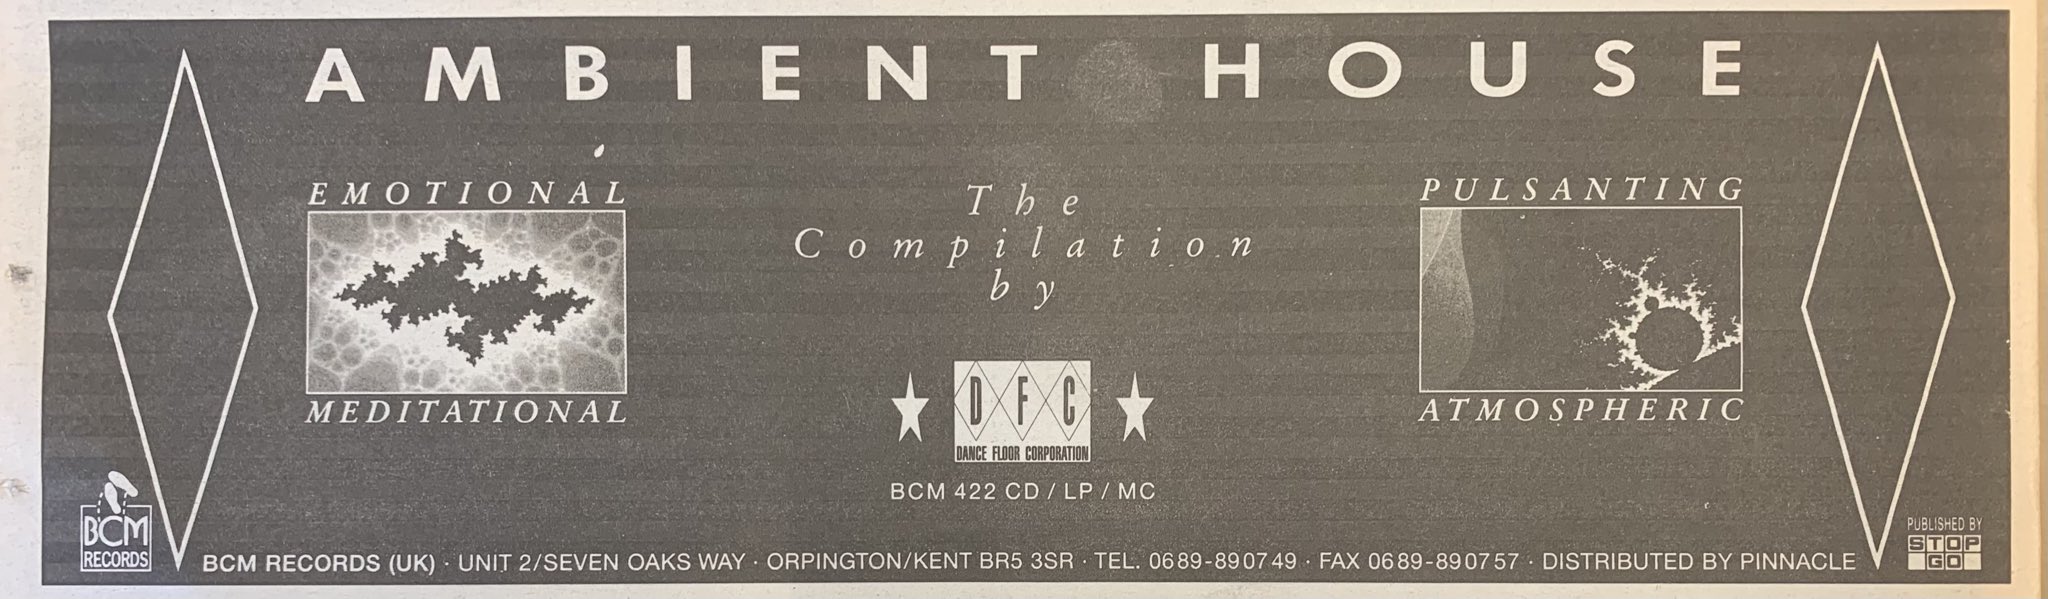 AMBIENT HOUSE
EMOTIONAL
MEDITATIONAL
The
Compilation
by
PULSANTING
ATMOSPHERIC
DFC
DANCE FLOOR CORPORATION
BCM 422 CD / LP / MC
BCM
RECORDS
BCM RECORDS (UK) · UNIT 2/SEVEN OAKS WAY · ORPINGTON/KENT BR5 3SR · TEL. 0689-890749 · FAX 0689-890757 · DISTRIBUTED BY PINNACLE
PUBLISHED BY
STOP
GO